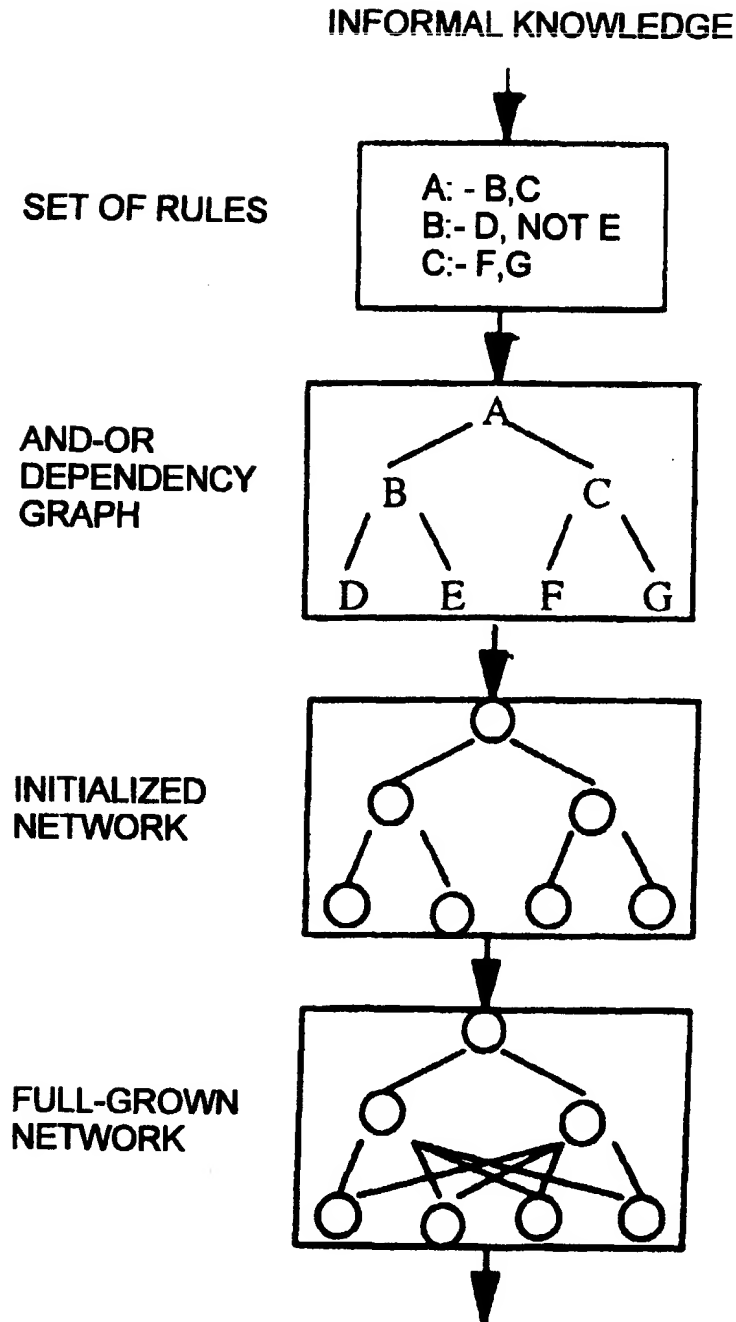 INFORMAL KNOWLEDGE
SET OF RULES
A: - B,C
B:- D, NOT E
C:- F,G
AND-OR
DEPENDENCY
GRAPH
A
B C
D E F G
INITIALIZED
NETWORK
FULL-GROWN
NETWORK